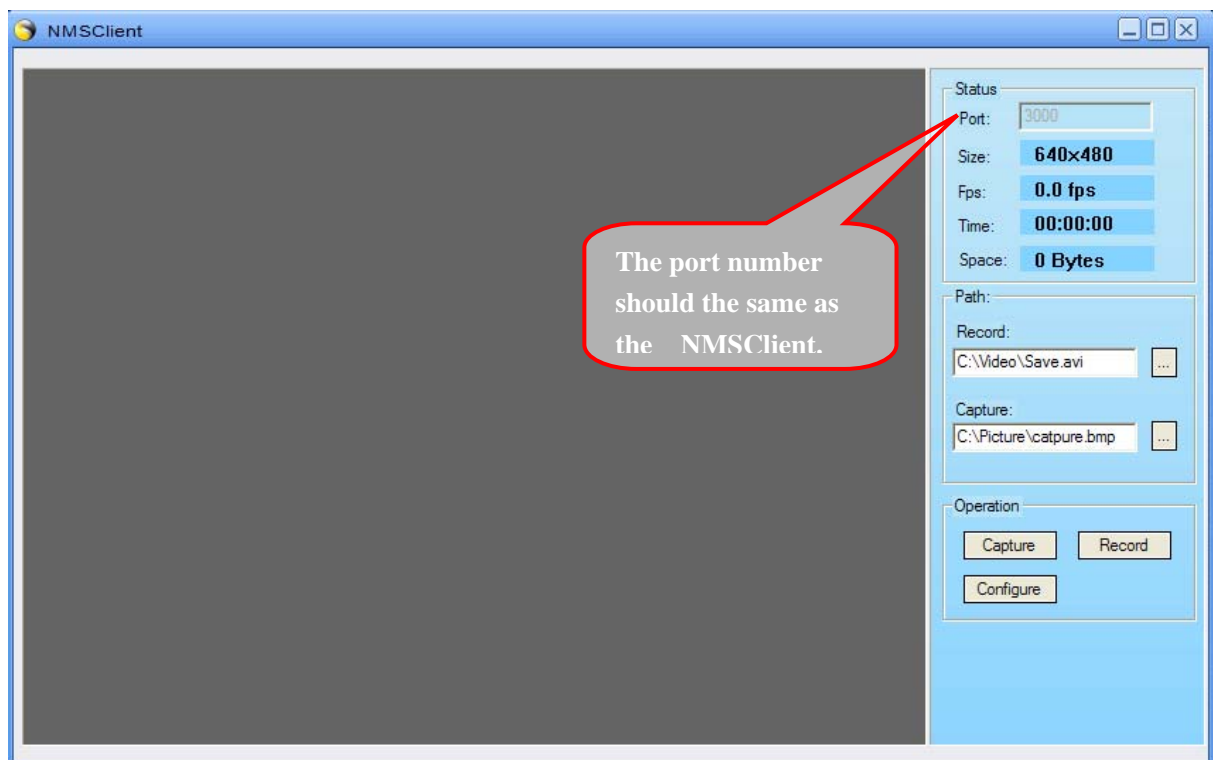 NMSClient
Status
Port: 3000
Size: 640×480
Fps: 0.0 fps
Time: 00:00:00
Space: 0 Bytes
The port number
should the same as
the NMSClient.
Path:
Record:
C:\Video\Save.avi ...
Capture:
C:\Picture\catpure.bmp ...
Operation
Capture Record
Configure